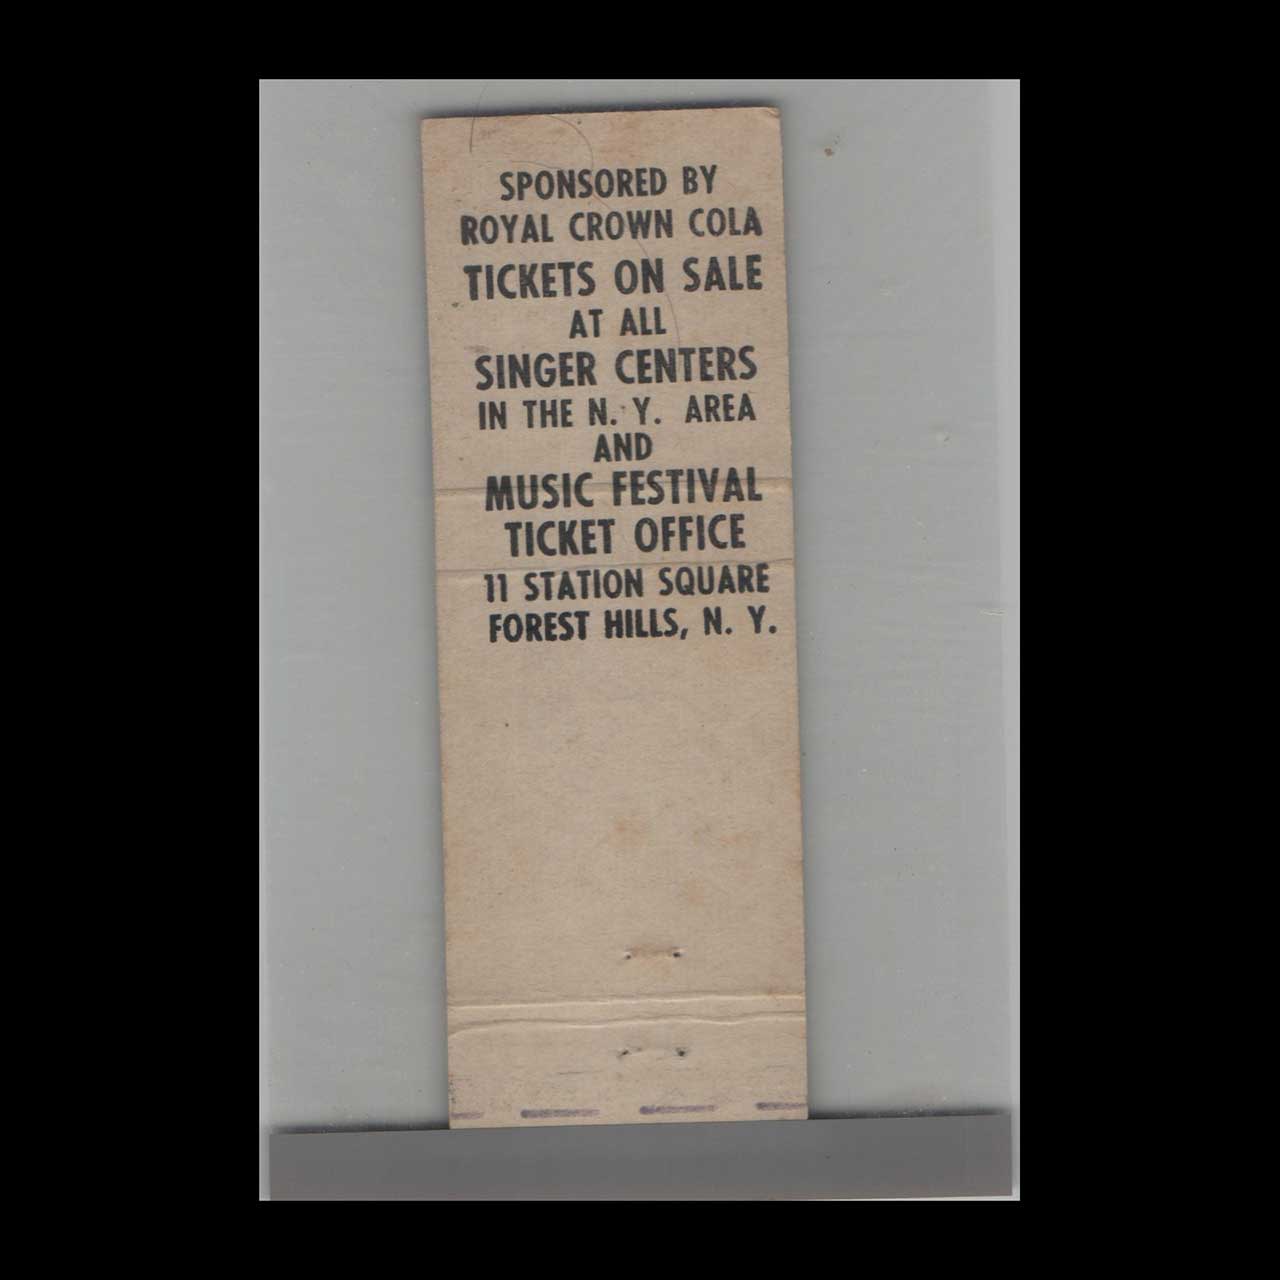 SPONSORED BY
ROYAL CROWN COLA
TICKETS ON SALE
AT ALL
SINGER CENTERS
IN THE N. Y. AREA
AND
MUSIC FESTIVAL
TICKET OFFICE
11 STATION SQUARE
FOREST HILLS, N. Y.